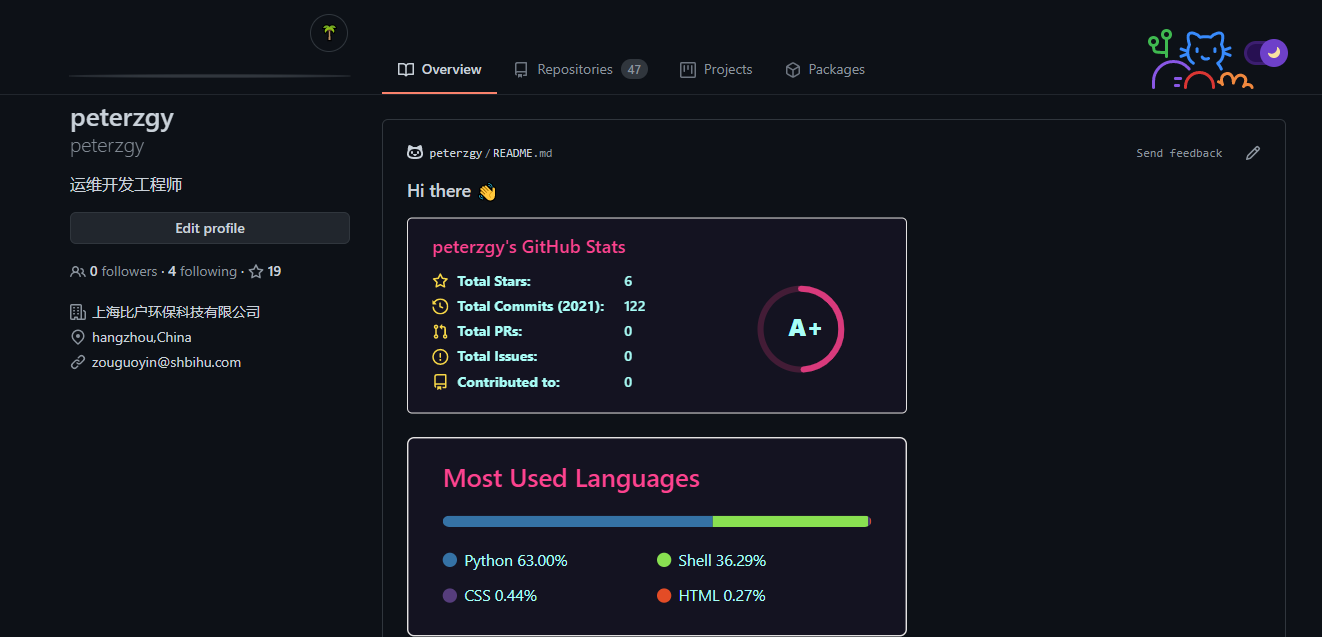 Overview Repositories 47 Projects Packages
peterzgy
peterzgy
运维开发工程师
Edit profile
0 followers · 4 following · 19
上海比户环保科技有限公司
hangzhou,China
zouguoyin@shbihu.com
peterzgy/README.md Send feedback
Hi there 👋
peterzgy's GitHub Stats
Total Stars: 6
Total Commits (2021): 122
Total PRs: 0
Total Issues: 0
Contributed to: 0
A+
Most Used Languages
Python 63.00% Shell 36.29%
CSS 0.44% HTML 0.27%